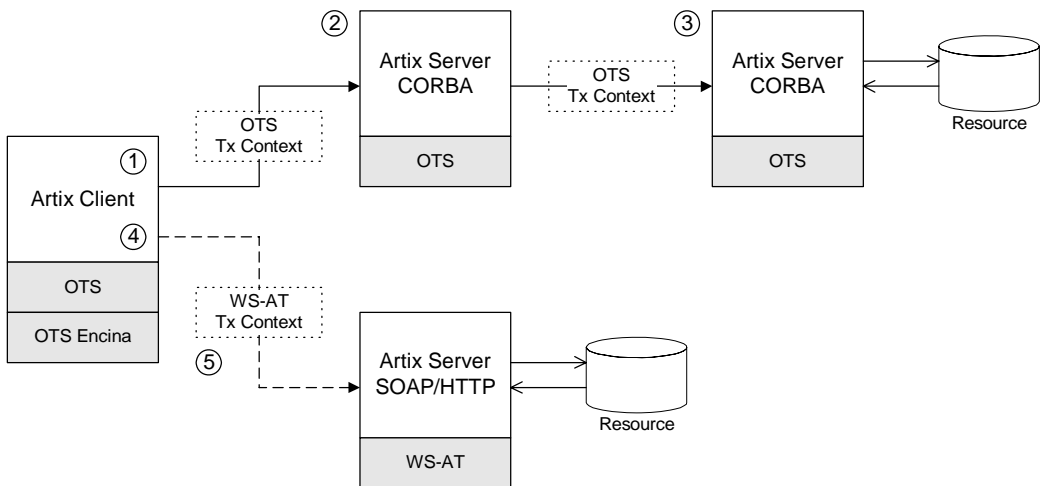 ②
Artix Server
CORBA
OTS
OTS
Tx Context
①
Artix Client
④
OTS
OTS Encina
OTS
Tx Context
③
Artix Server
CORBA
OTS
Resource
WS-AT
Tx Context
⑤
Artix Server
SOAP/HTTP
WS-AT
Resource